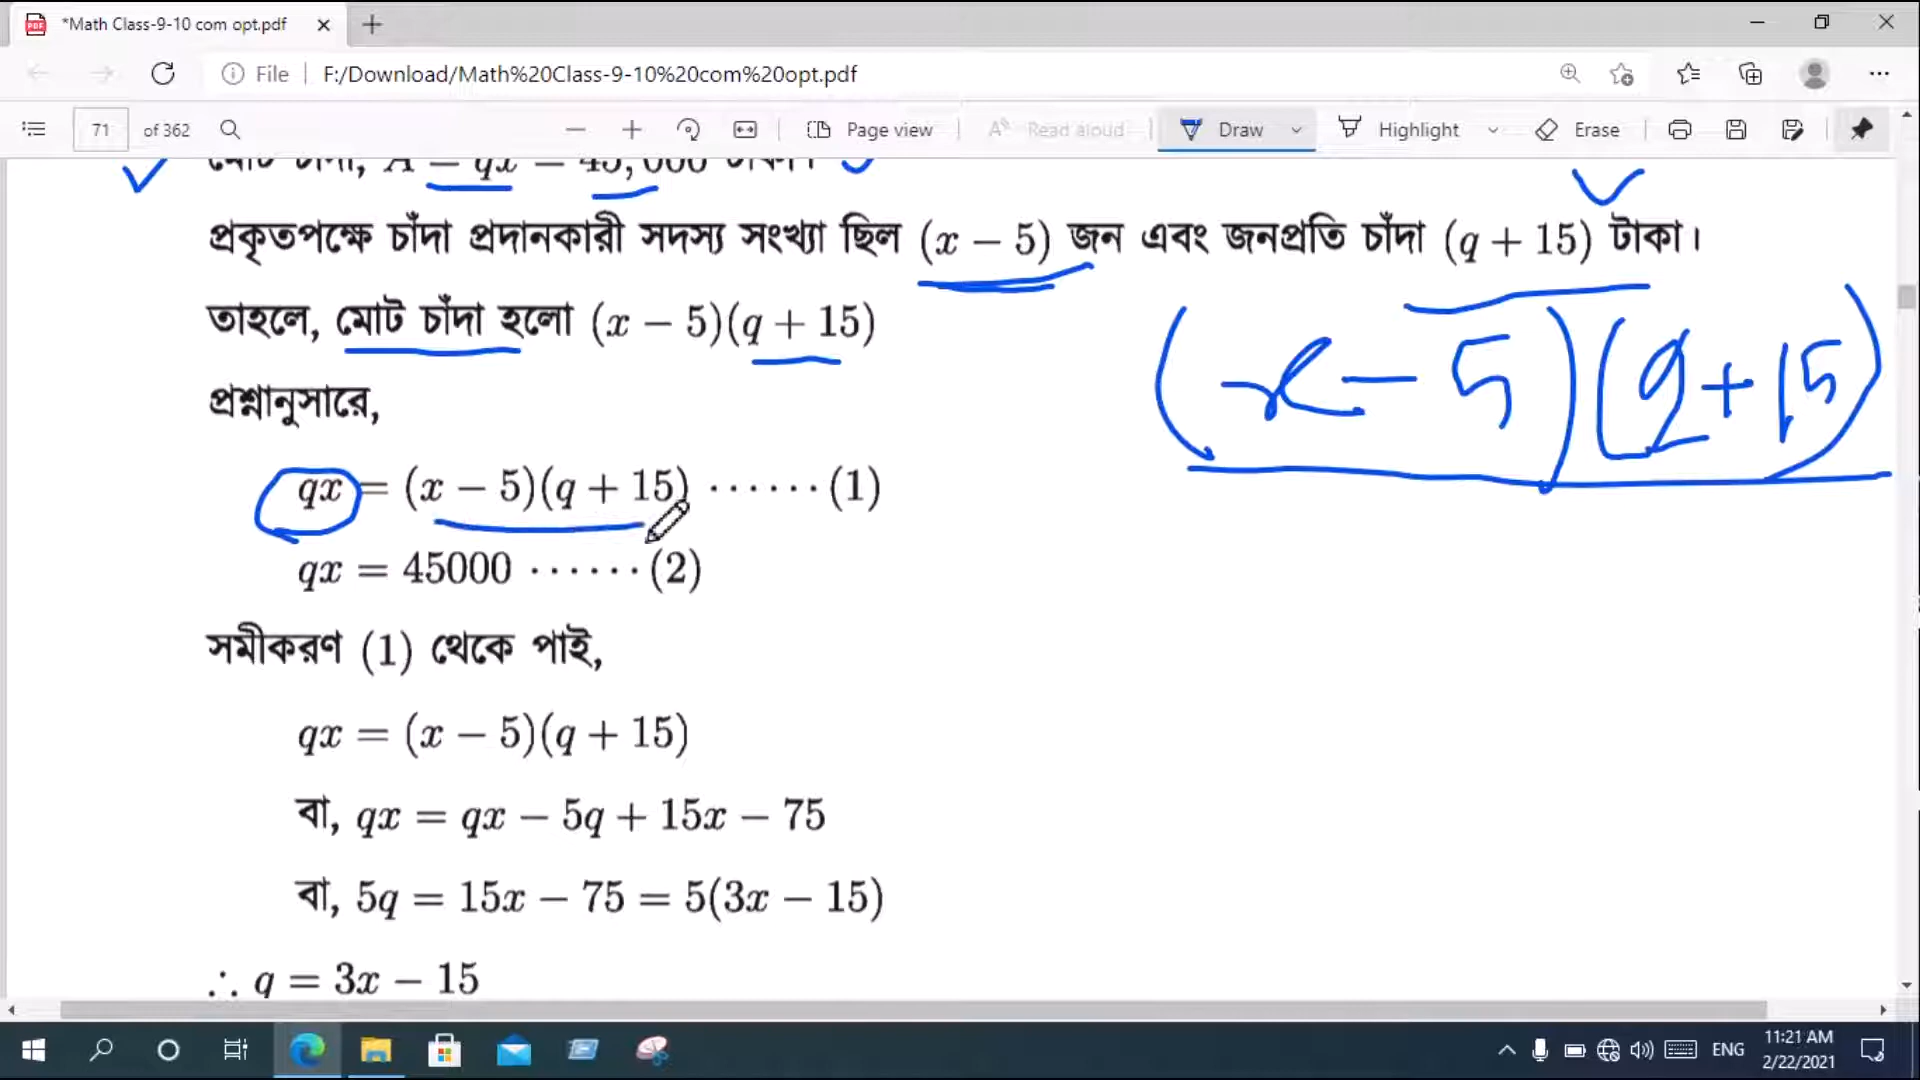 *Math Class-9-10 com opt.pdf
File F:/Download/Math%20Class-9-10%20com%20opt.pdf
71 of 362 Page view Read aloud Draw Highlight Erase
মোট চাঁদা, A = qx = 45,000 টাকা।
প্রকৃতপক্ষে চাঁদা প্রদানকারী সদস্য সংখ্যা ছিল (x − 5) জন এবং জনপ্রতি চাঁদা (q + 15) টাকা।
তাহলে, মোট চাঁদা হলো (x − 5)(q + 15)
(x − 5)(q + 15)
প্রশ্নানুসারে,
qx = (x − 5)(q + 15) ······ (1)
qx = 45000 ······ (2)
সমীকরণ (1) থেকে পাই,
qx = (x − 5)(q + 15)
বা, qx = qx − 5q + 15x − 75
বা, 5q = 15x − 75 = 5(3x − 15)
∴ q = 3x − 15
ENG
11:21 AM
2/22/2021